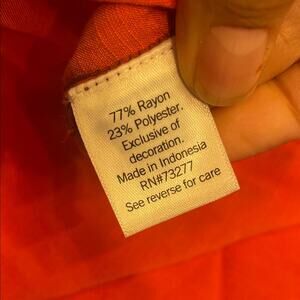 77% Rayon
23% Polyester.
Exclusive of
decoration.
Made in Indonesia
RN#73277
See reverse for care